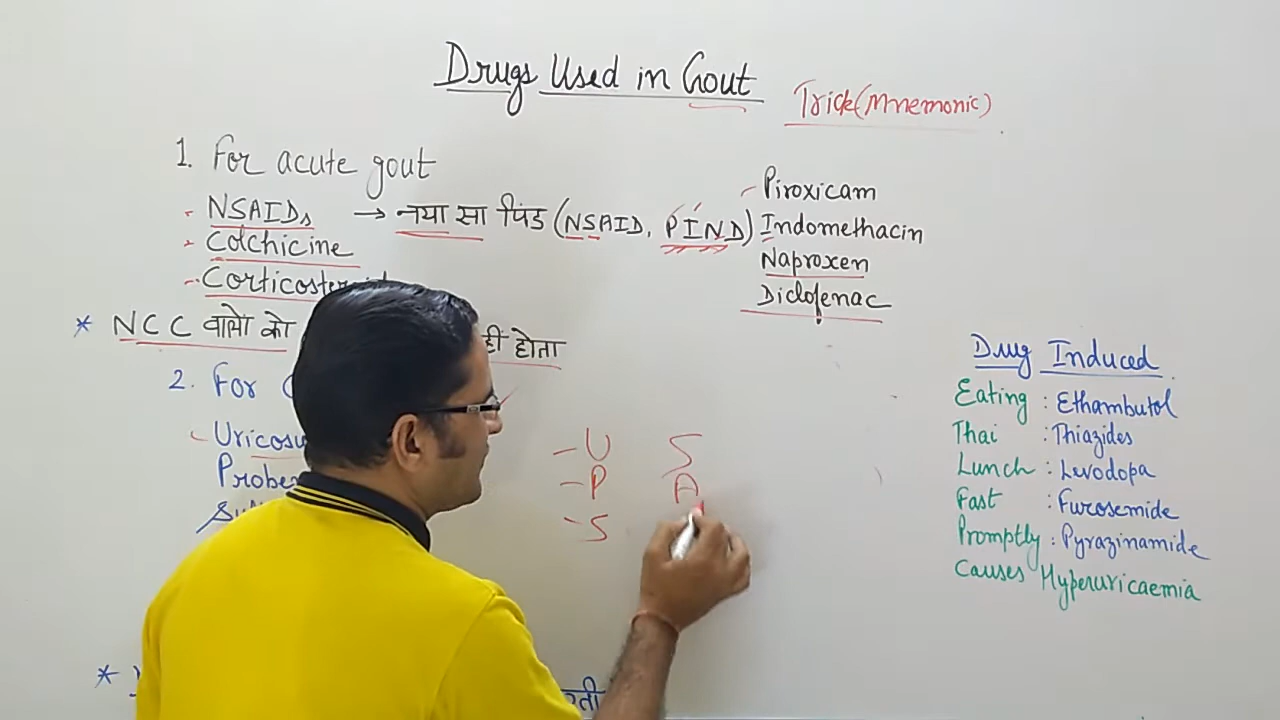 Drugs Used in Gout
Trick (Mnemonic)
1. For acute gout
NSAIDs → नया सा पिंड (NSAID, PIND)
Colchicine
Corticoster
Piroxicam
Indomethacin
Naproxen
Diclofenac
* NCC वाले को ही होता
2. For
Uricosu
Probe
- U
- P
- S
S
A
Drug Induced
Eating : Ethambutol
Thai : Thiazides
Lunch : Levodopa
Fast : Furosemide
Promptly : Pyrazinamide
Causes Hyperuricaemia
*